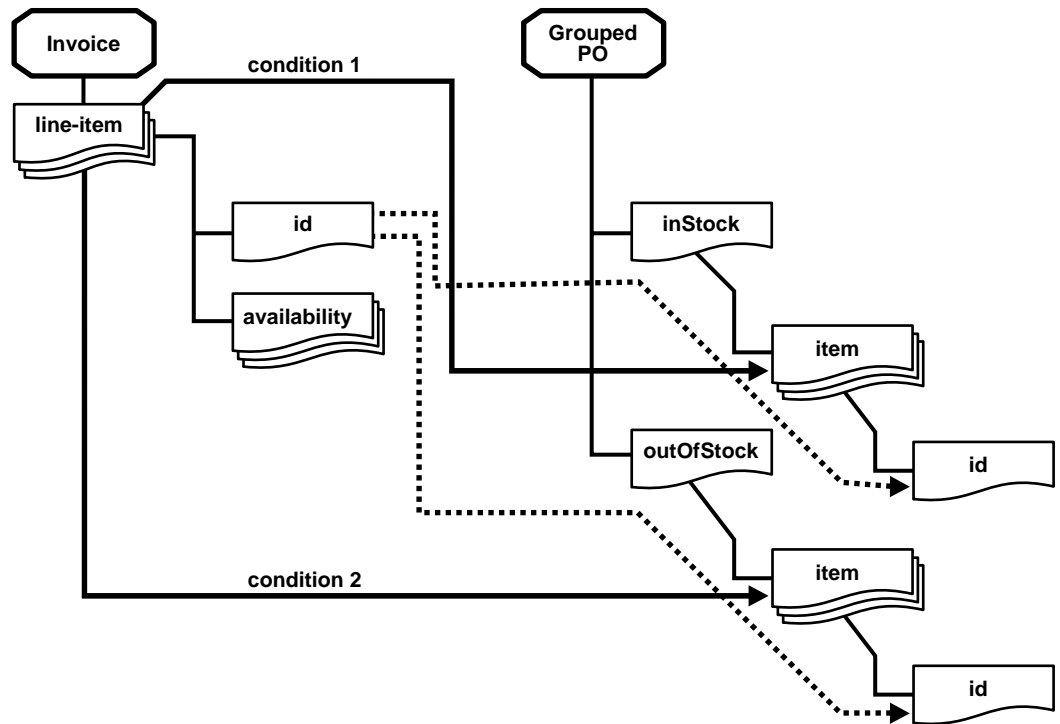 Invoice
Grouped
PO
condition 1
line-item
id
inStock
availability
item
outOfStock
id
item
condition 2
id